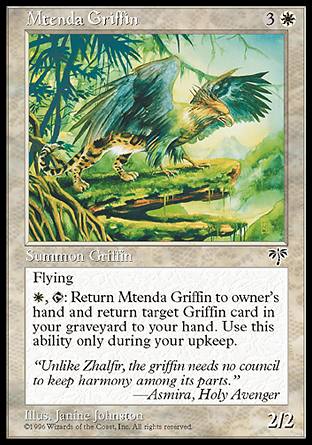 Mtenda Griffin 3
Summon Griffin
Flying
, : Return Mtenda Griffin to owner's
hand and return target Griffin card in
your graveyard to your hand. Use this
ability only during your upkeep.
"Unlike Zhalfir, the griffin needs no council
to keep harmony among its parts."
—Asmira, Holy Avenger
Illus. Janine Johnston
©1996 Wizards of the Coast, Inc. All rights reserved.
2/2